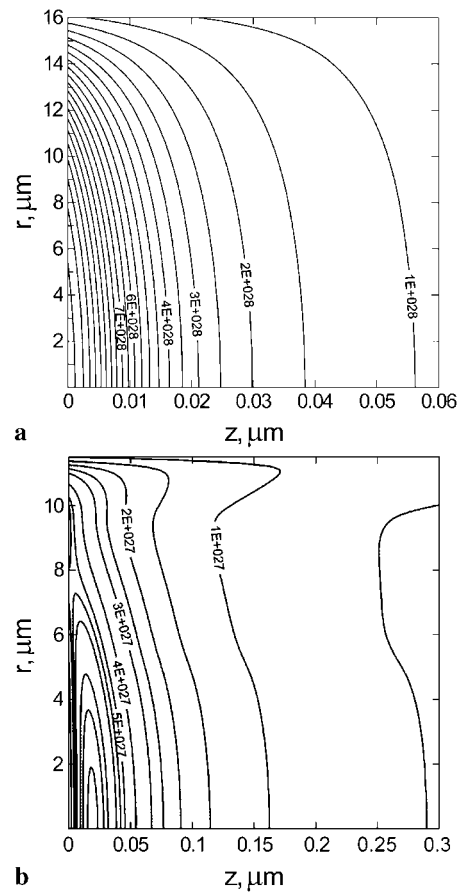 16
14
12
r, μm
10
8
6
4
2
7E+028
6E+028
4E+028
3E+028
2E+028
1E+028
0 0.01 0.02 0.03 0.04 0.05 0.06
a z, μm
10
8
r, μm
6
4
2
2E+027
1E+027
3E+027
4E+027
5E+027
0 0.05 0.1 0.15 0.2 0.25 0.3
b z, μm